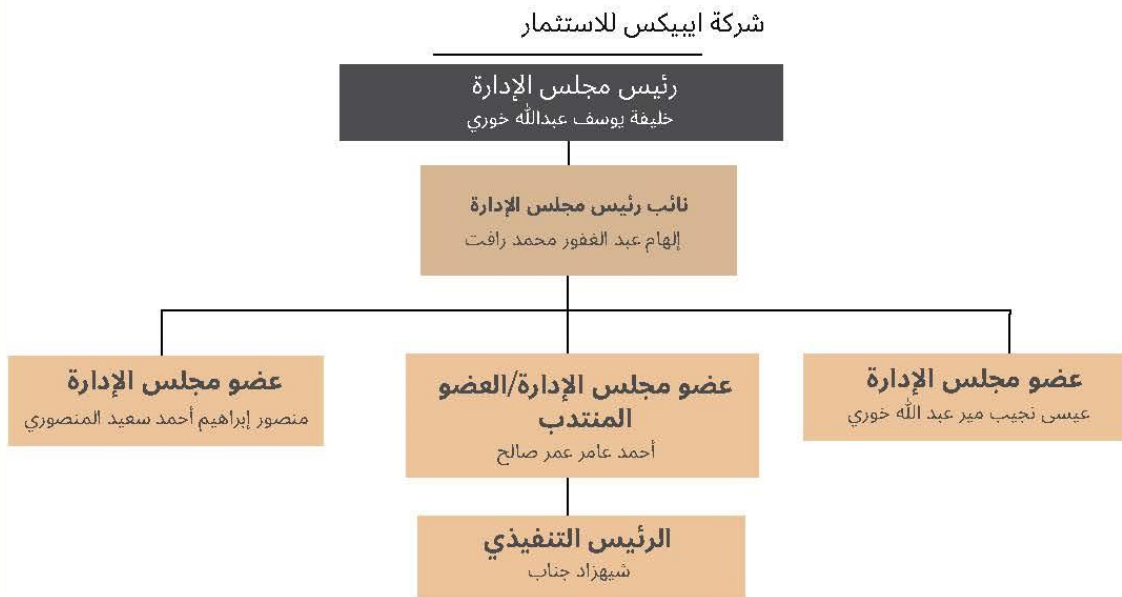 شركة ايبيكس للاستثمار
رئيس مجلس الإدارة
خليفة يوسف عبدالله خوري
نائب رئيس مجلس الإدارة
إلهام عبد الغفور محمد رافت
عضو مجلس الإدارة
عيسى نجيب مير عبد الله خوري
عضو مجلس الإدارة/العضو
المنتدب
أحمد عامر عمر صالح
عضو مجلس الإدارة
منصور إبراهيم أحمد سعيد المنصوري
الرئيس التنفيذي
شيهزاد جناب